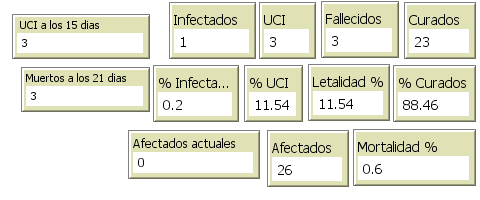 UCI a los 15 dias
3
Infectados
1
UCI
3
Fallecidos
3
Curados
23
Muertos a los 21 dias
3
% Infecta...
0.2
% UCI
11.54
Letalidad %
11.54
% Curados
88.46
Afectados actuales
0
Afectados
26
Mortalidad %
0.6